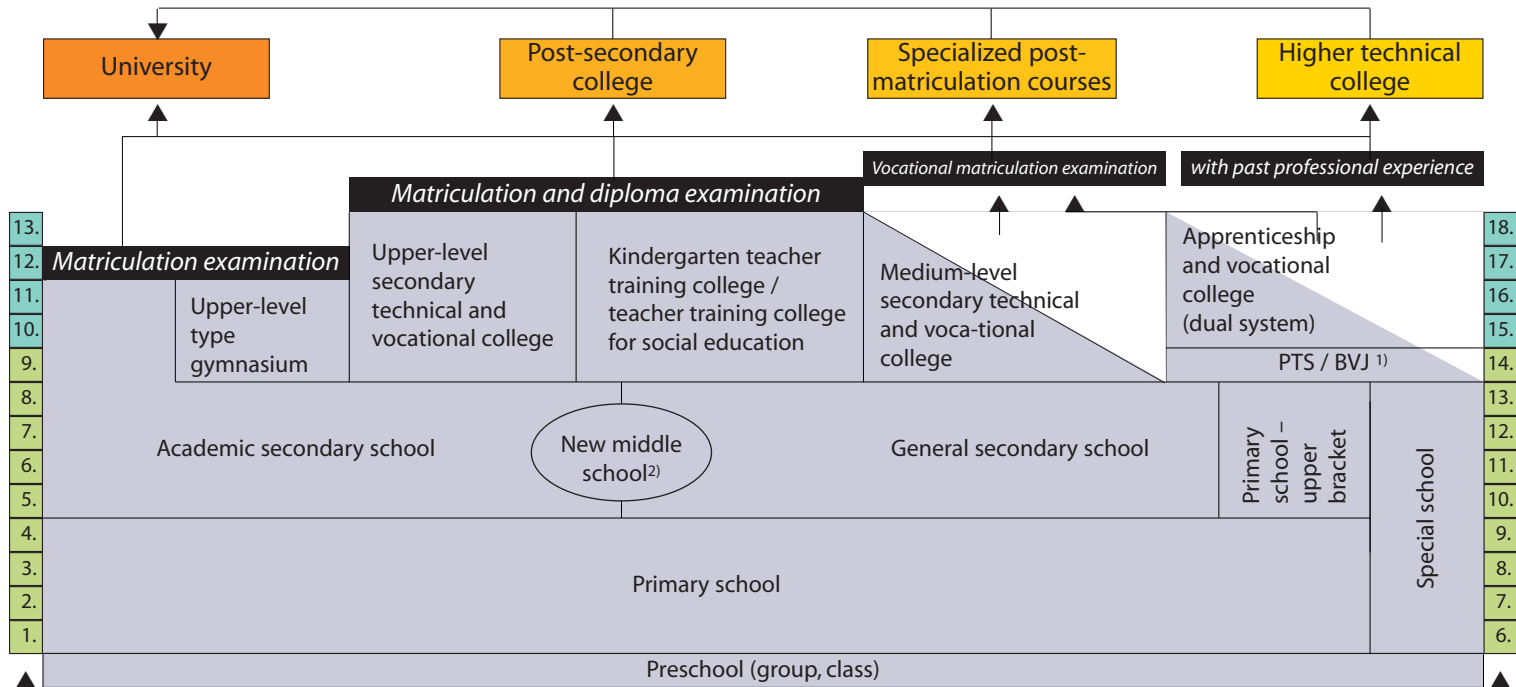 University
Post-secondary
college
Specialized post-
matriculation courses
Higher technical
college
Vocational matriculation examination
with past professional experience
Matriculation and diploma examination
Matriculation examination
13.
12.
11.
10.
9.
8.
7.
6.
5.
4.
3.
2.
1.
Upper-level
type
gymnasium
Upper-level
secondary
technical and
vocational college
Kindergarten teacher
training college /
teacher training college
for social education
Medium-level
secondary technical
and voca-tional
college
Apprenticeship
and vocational
college
(dual system)
PTS / BVJ 1)
Academic secondary school
New middle
school2)
General secondary school
Primary
school –
upper
bracket
Special school
Primary school
Preschool (group, class)
18.
17.
16.
15.
14.
13.
12.
11.
10.
9.
8.
7.
6.